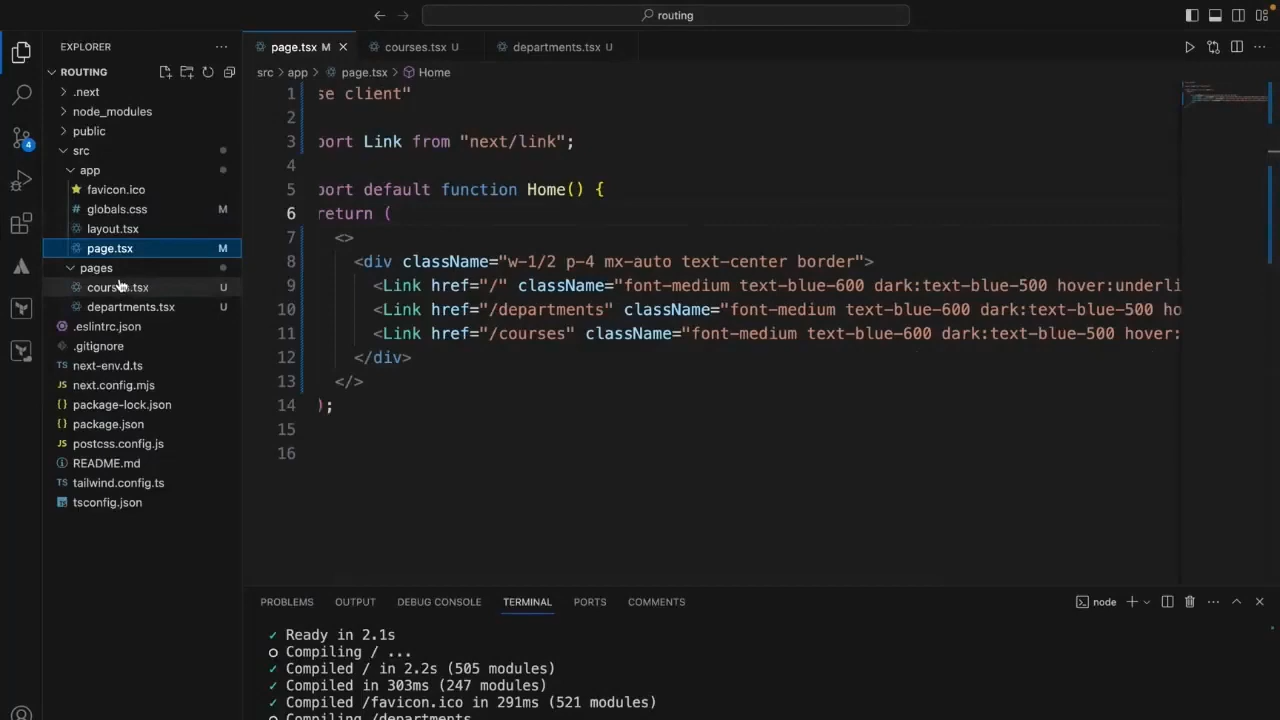 routing
EXPLORER
page.tsx M
courses.tsx U
departments.tsx U
ROUTING
src > app > page.tsx > Home
.next
node_modules
public
src
app
favicon.ico
globals.css M
layout.tsx
page.tsx M
pages
tsx U
departments.tsx U
.eslintrc.json
.gitignore
TS next-env.d.ts
JS next.config.mjs
{} package-lock.json
{} package.json
JS postcss.config.js
README.md
TS tailwind.config.ts
tsconfig.json
4
1 se client"
2
3 port Link from "next/link";
4
5 port default function Home() {
6 return (
7 <>
8 <div className="w-1/2 p-4 mx-auto text-center border">
9 <Link href="/" className="font-medium text-blue-600 dark:text-blue-500 hover:underli
10 <Link href="/departments" className="font-medium text-blue-600 dark:text-blue-500 ho
11 <Link href="/courses" className="font-medium text-blue-600 dark:text-blue-500 hover:
12 </div>
13 </>
14 );
15
16
PROBLEMS OUTPUT DEBUG CONSOLE TERMINAL PORTS COMMENTS
node
✓ Ready in 2.1s
○ Compiling / ...
✓ Compiled / in 2.2s (505 modules)
✓ Compiled in 303ms (247 modules)
✓ Compiled /favicon.ico in 291ms (521 modules)
○ Compiling /departments